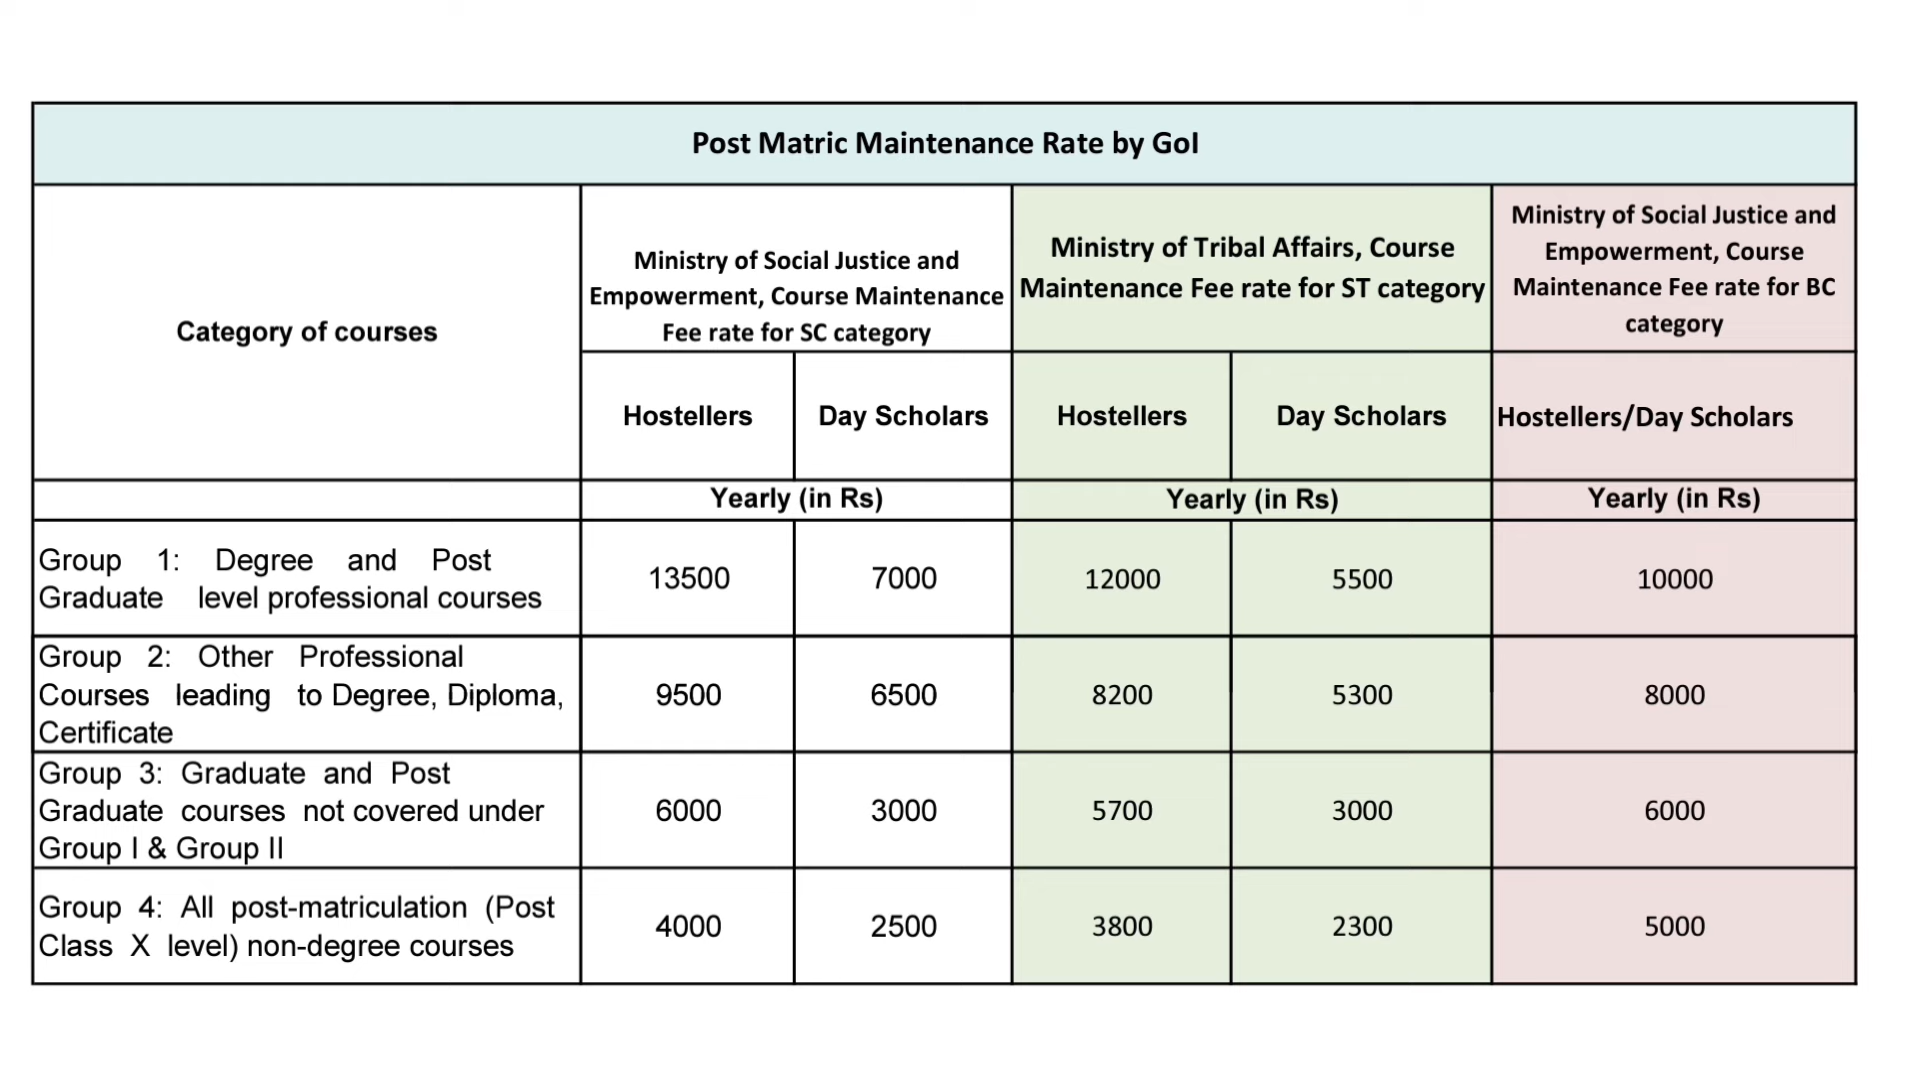 Post Matric Maintenance Rate by GoI
Category of courses
Ministry of Social Justice and
Empowerment, Course Maintenance
Fee rate for SC category
Ministry of Tribal Affairs, Course
Maintenance Fee rate for ST category
Ministry of Social Justice and
Empowerment, Course
Maintenance Fee rate for BC
category
Hostellers
Day Scholars
Hostellers
Day Scholars
Hostellers/Day Scholars
Yearly (in Rs)
Yearly (in Rs)
Yearly (in Rs)
Group 1: Degree and Post
Graduate level professional courses
13500
7000
12000
5500
10000
Group 2: Other Professional
Courses leading to Degree, Diploma,
Certificate
9500
6500
8200
5300
8000
Group 3: Graduate and Post
Graduate courses not covered under
Group I & Group II
6000
3000
5700
3000
6000
Group 4: All post-matriculation (Post
Class X level) non-degree courses
4000
2500
3800
2300
5000